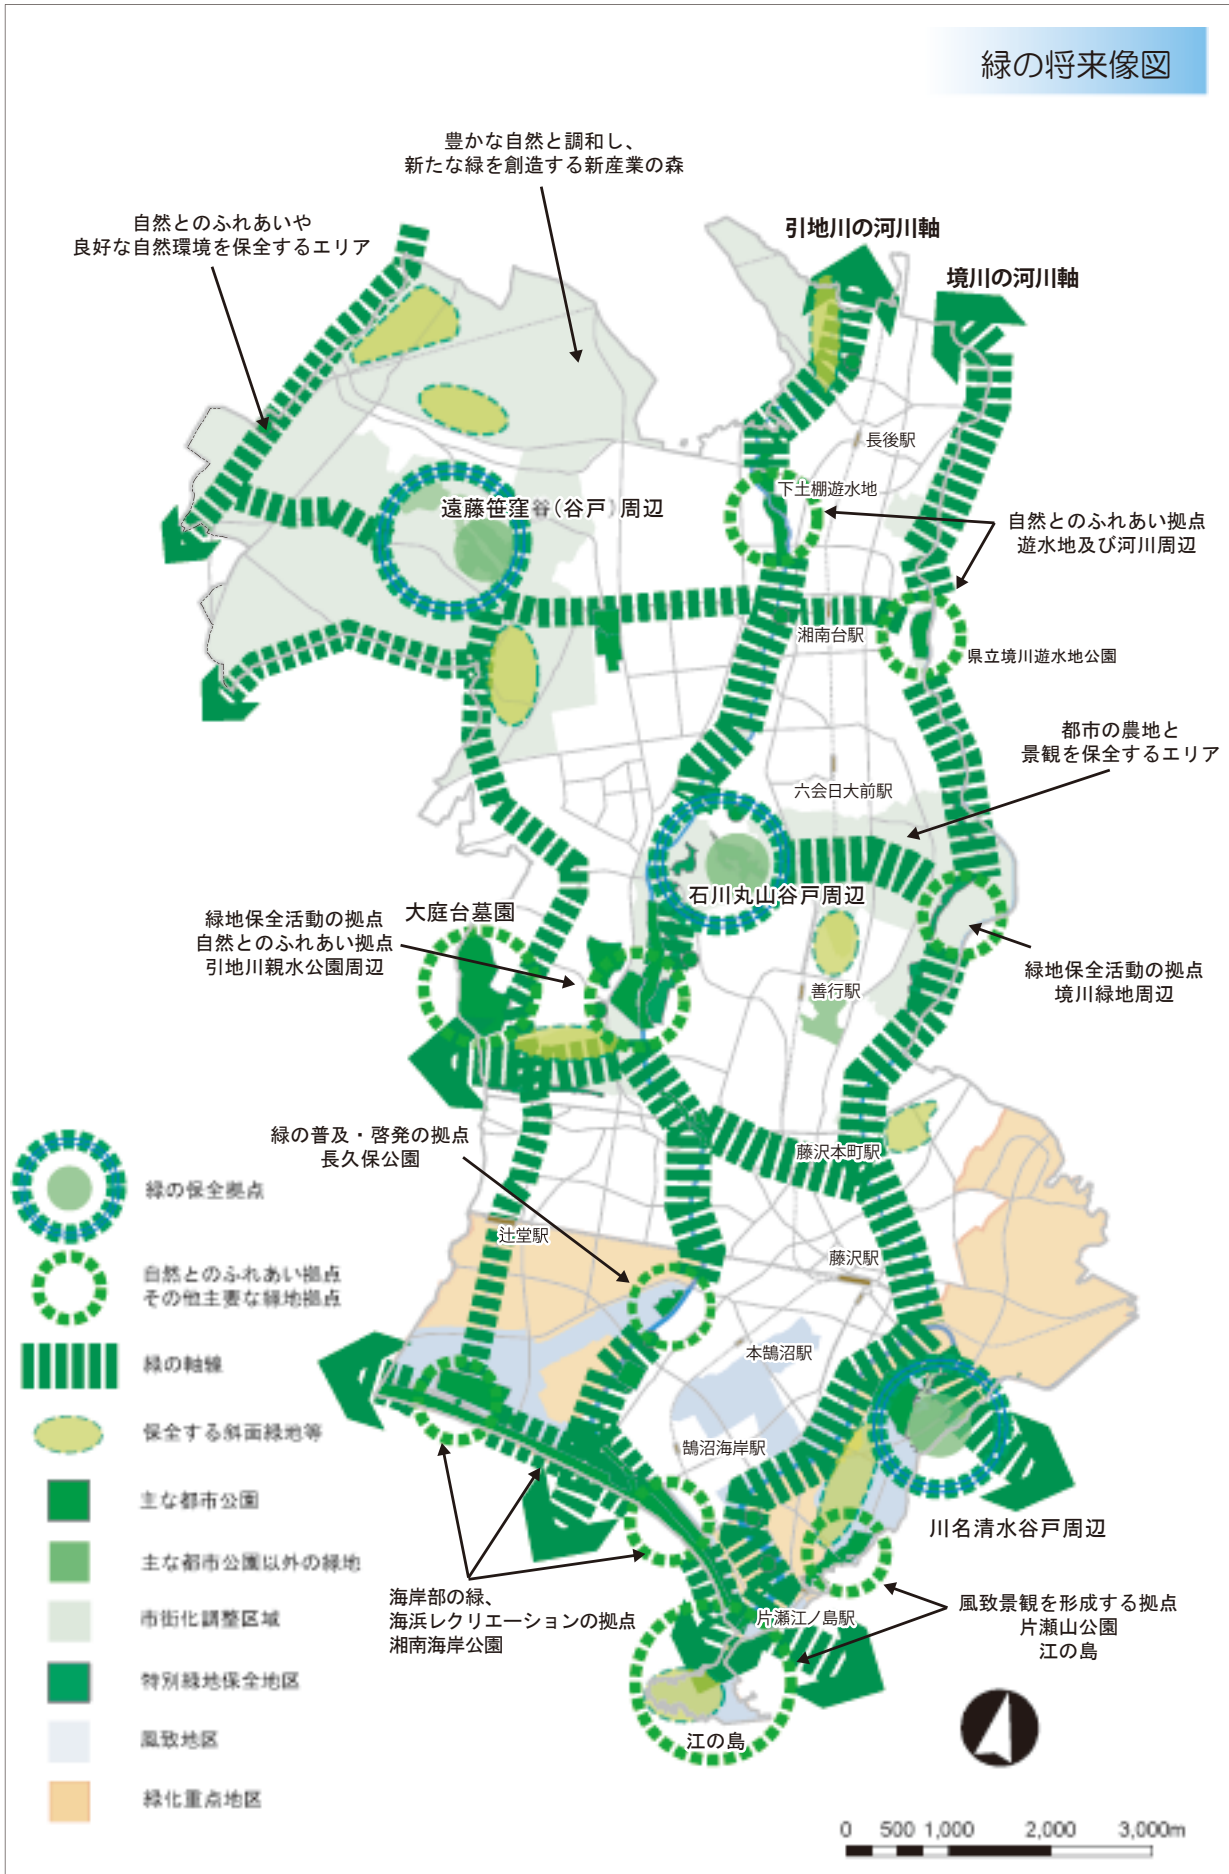 緑の将来像図
豊かな自然と調和し、
新たな緑を創造する新産業の森
自然とのふれあいや
良好な自然環境を保全するエリア
引地川の河川軸
境川の河川軸
長後駅
下土棚遊水地
遠藤笹窪谷(谷戸)周辺
自然とのふれあい拠点
遊水地及び河川周辺
湘南台駅
県立境川遊水地公園
都市の農地と
景観を保全するエリア
六会日大前駅
石川丸山谷戸周辺
大庭台墓園
緑地保全活動の拠点
自然とのふれあい拠点
引地川親水公園周辺
緑地保全活動の拠点
境川緑地周辺
善行駅
緑の普及・啓発の拠点
長久保公園
藤沢本町駅
辻堂駅
藤沢駅
本鵠沼駅
鵠沼海岸駅
川名清水谷戸周辺
海岸部の緑、
海浜レクリエーションの拠点
湘南海岸公園
片瀬江ノ島駅
風致景観を形成する拠点
片瀬山公園
江の島
江の島
緑の保全拠点
自然とのふれあい拠点
その他主要な緑地拠点
緑の軸線
保全する斜面緑地等
主な都市公園
主な都市公園以外の緑地
市街化調整区域
特別緑地保全地区
風致地区
緑化重点地区
0 500 1,000 2,000 3,000m